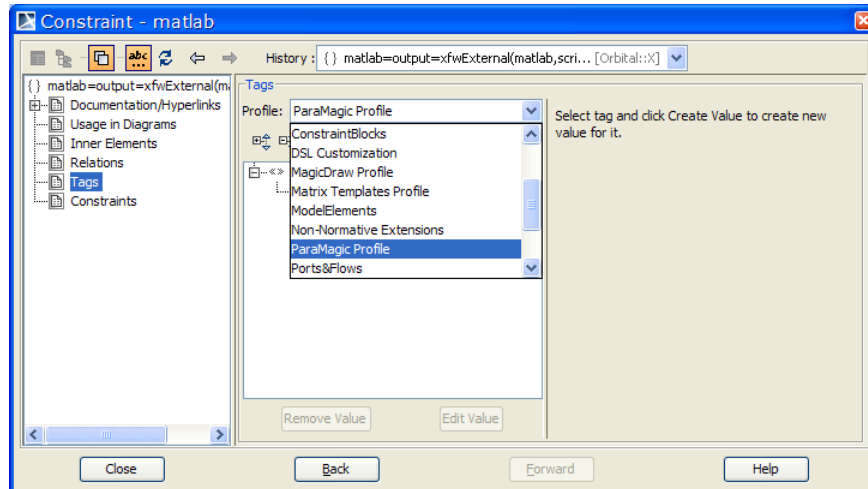 Constraint - matlab
abc
History : { } matlab=output=xfwExternal(matlab,scri... [Orbital::X]
{ } matlab=output=xfwExternal(m
Documentation/Hyperlinks
Usage in Diagrams
Inner Elements
Relations
Tags
Constraints
Tags
Profile: ParaMagic Profile
ConstraintBlocks
DSL Customization
MagicDraw Profile
Matrix Templates Profile
ModelElements
Non-Normative Extensions
ParaMagic Profile
Ports&Flows
Select tag and click Create Value to create new
value for it.
Remove Value
Edit Value
Close
Back
Forward
Help